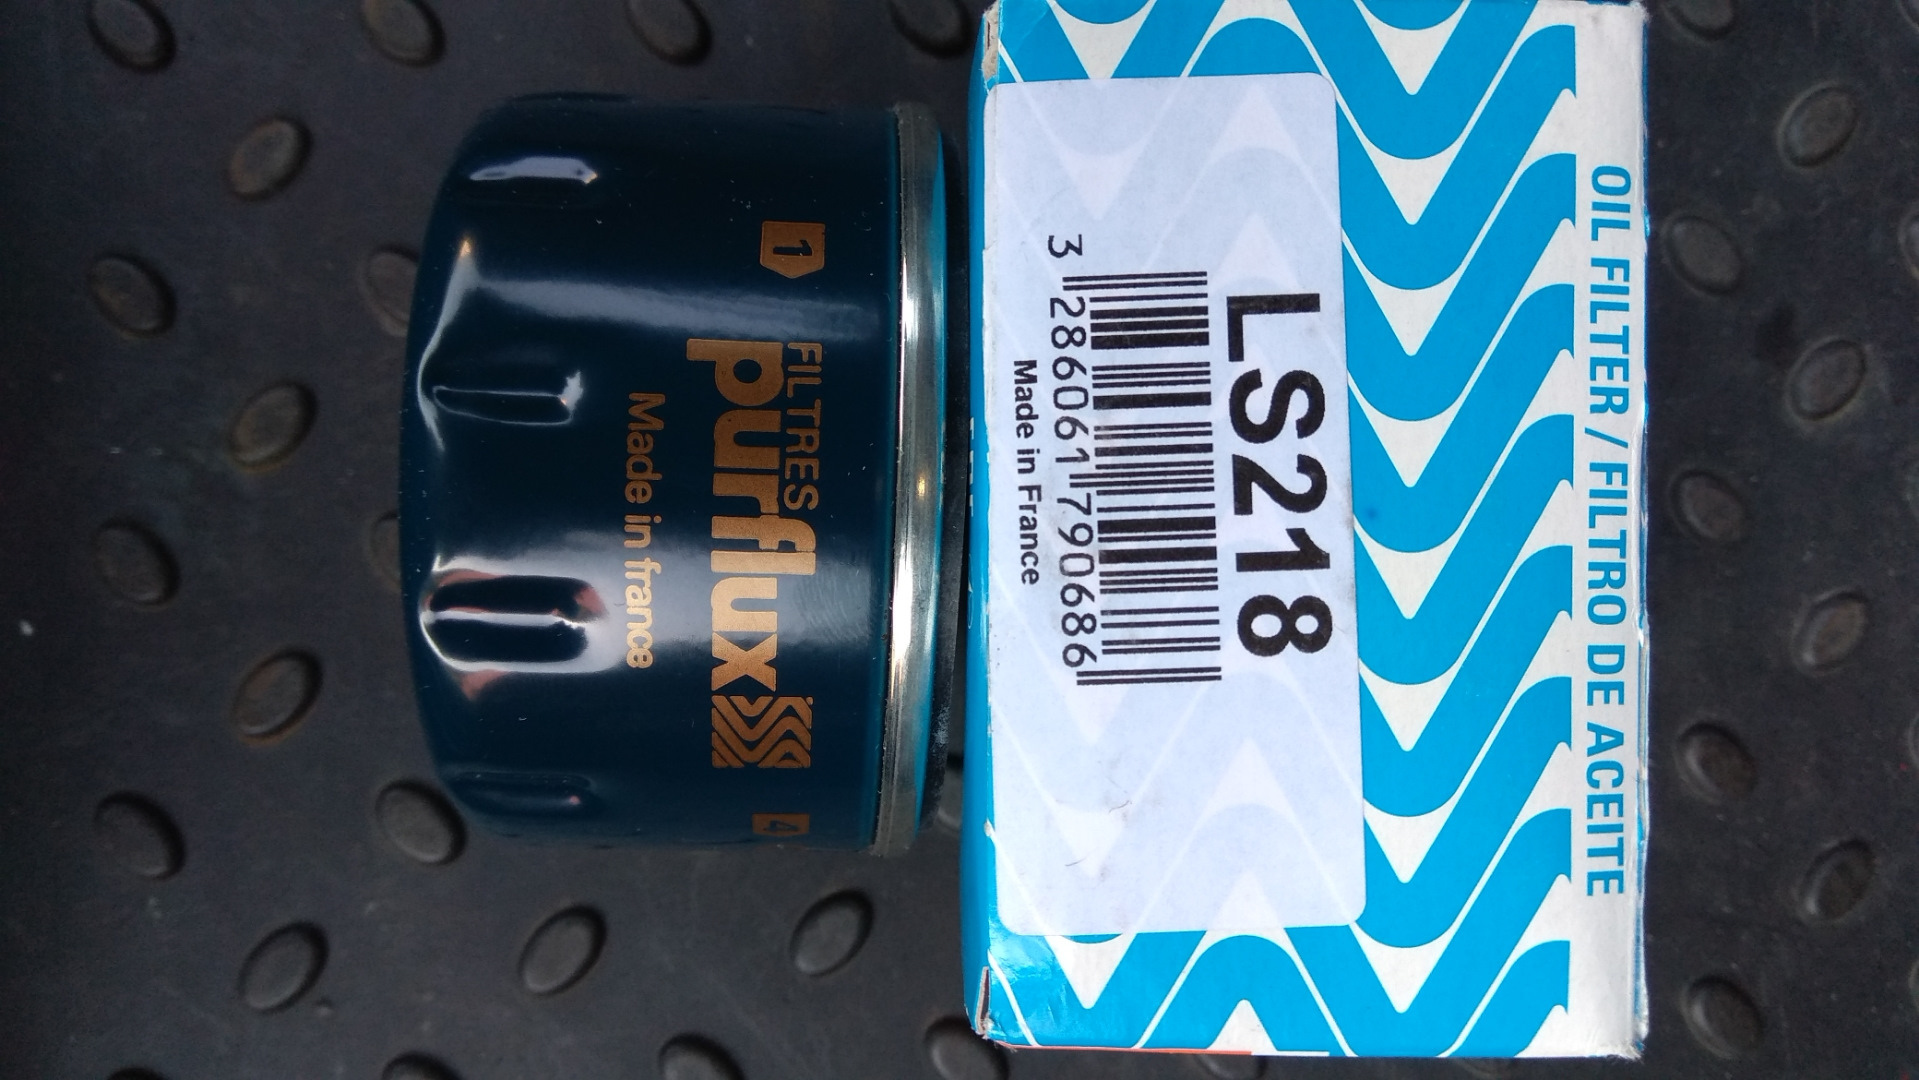 1
FILTRES
purflux
Made in france
4
LS218
3 286061 790686
Made in France
OIL FILTER / FILTRO DE ACEITE